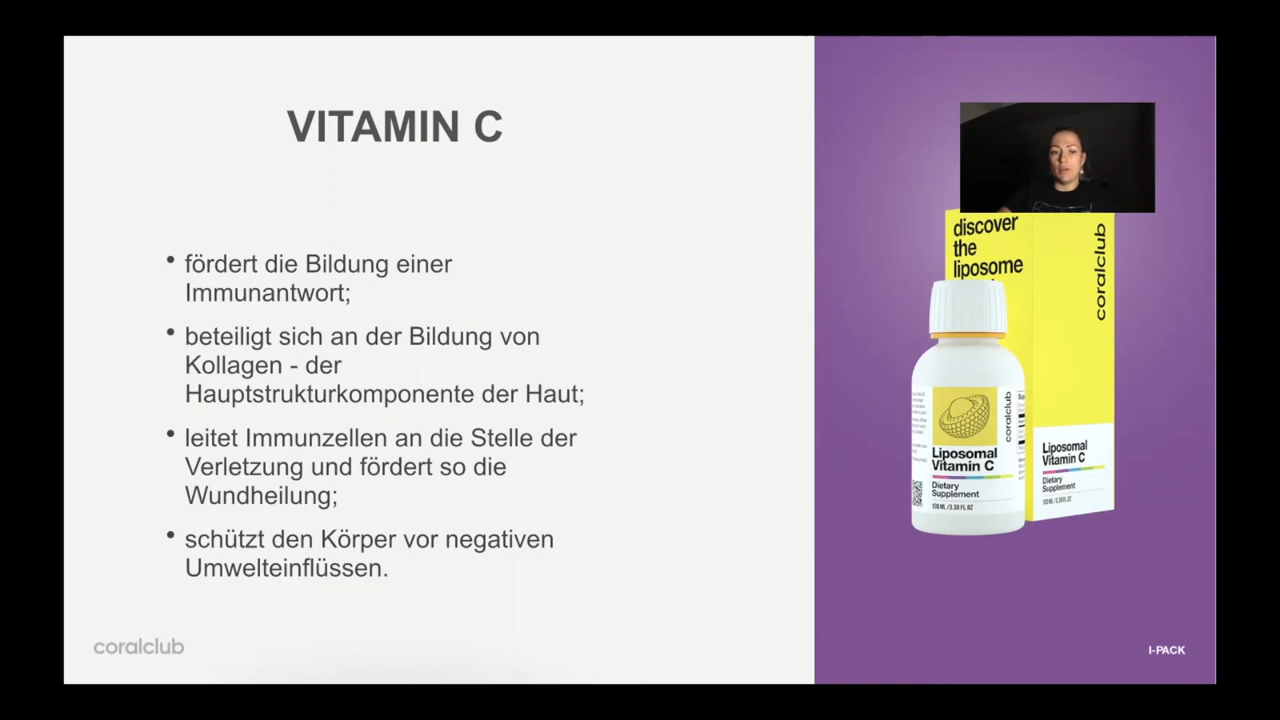 VITAMIN C
• fördert die Bildung einer
Immunantwort;
• beteiligt sich an der Bildung von
Kollagen - der
Hauptstrukturkomponente der Haut;
• leitet Immunzellen an die Stelle der
Verletzung und fördert so die
Wundheilung;
• schützt den Körper vor negativen
Umwelteinflüssen.
coralclub
discover
the
liposome
coralclub
coralclub
Liposomal
Vitamin C
Dietary
Supplement
100 ML / 3.38 FL.OZ
Liposomal
Vitamin C
Dietary
Supplement
100 ML / 3.38 FL.OZ
I-PACK